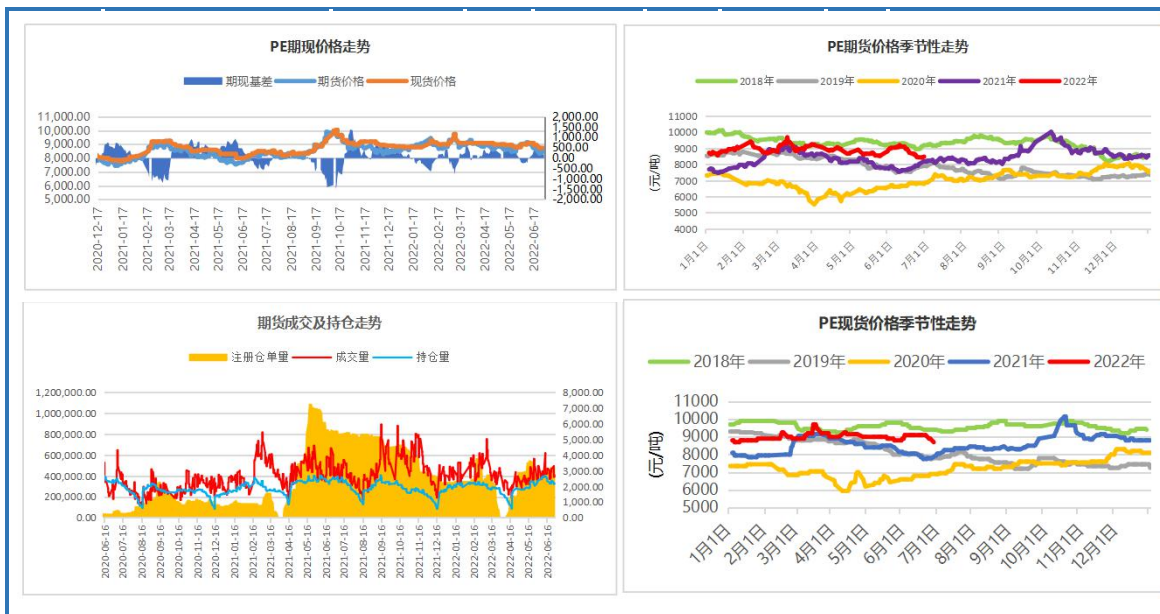 PE期现价格走势
期现基差 期货价格 现货价格
11,000.00
10,000.00
9,000.00
8,000.00
7,000.00
6,000.00
5,000.00
2,000.00
1,500.00
1,000.00
500.00
0.00
-500.00
-1,000.00
-1,500.00
-2,000.00
2020-12-17
2021-01-17
2021-02-17
2021-03-17
2021-04-17
2021-05-17
2021-06-17
2021-07-17
2021-08-17
2021-09-17
2021-10-17
2021-11-17
2021-12-17
2022-01-17
2022-02-17
2022-03-17
2022-04-17
2022-05-17
2022-06-17
PE期货价格季节性走势
2018年 2019年 2020年 2021年 2022年
(元/吨)
11000
10000
9000
8000
7000
6000
5000
4000
1月1日
2月1日
3月1日
4月1日
5月1日
6月1日
7月1日
8月1日
9月1日
10月1日
11月1日
12月1日
期货成交及持仓走势
注册仓单量 成交量 持仓量
1,200,000.00
1,000,000.00
800,000.00
600,000.00
400,000.00
200,000.00
0.00
8,000.00
7,000.00
6,000.00
5,000.00
4,000.00
3,000.00
2,000.00
1,000.00
0.00
2020-06-16
2020-07-16
2020-08-16
2020-09-16
2020-10-16
2020-11-16
2020-12-16
2021-01-16
2021-02-16
2021-03-16
2021-04-16
2021-05-16
2021-06-16
2021-07-16
2021-08-16
2021-09-16
2021-10-16
2021-11-16
2021-12-16
2022-01-16
2022-02-16
2022-03-16
2022-04-16
2022-05-16
2022-06-16
PE现货价格季节性走势
2018年 2019年 2020年 2021年 2022年
(元/吨)
11000
10000
9000
8000
7000
6000
5000
1月1日
2月1日
3月1日
4月1日
5月1日
6月1日
7月1日
8月1日
9月1日
10月1日
11月1日
12月1日